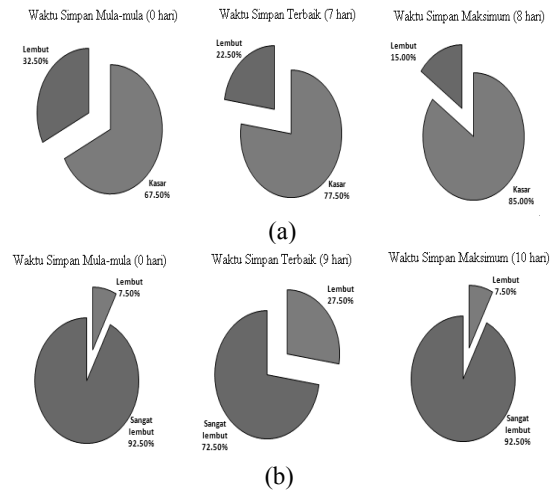 Waktu Simpan Mula-mula (0 hari)
Waktu Simpan Terbaik (7 hari)
Waktu Simpan Maksimum (8 hari)
Lembut
32.50%
Kasar
67.50%
Lembut
22.50%
Kasar
77.50%
Lembut
15.00%
Kasar
85.00%
(a)
Waktu Simpan Mula-mula (0 hari)
Waktu Simpan Terbaik (9 hari)
Waktu Simpan Maksimum (10 hari)
Lembut
7.50%
Sangat
lembut
92.50%
Lembut
27.50%
Sangat
lembut
72.50%
Lembut
7.50%
Sangat
lembut
92.50%
(b)